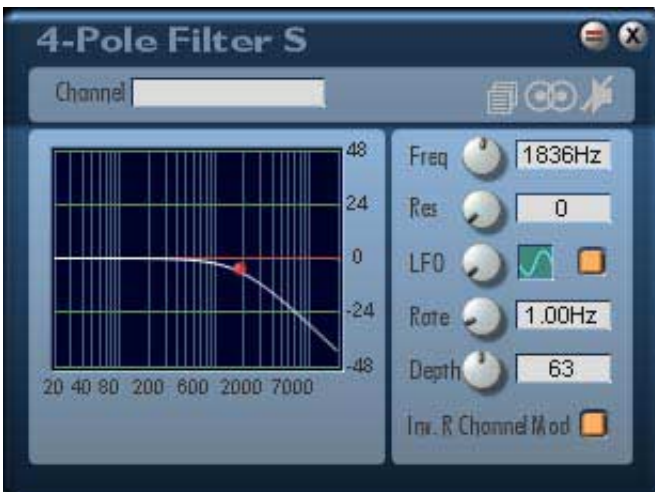 4-Pole Filter S
Channel
48
24
0
-24
-48
20 40 80 200 600 2000 7000
Freq 1836Hz
Res 0
LFO
Rate 1.00Hz
Depth 63
Inv. R Channel Mod